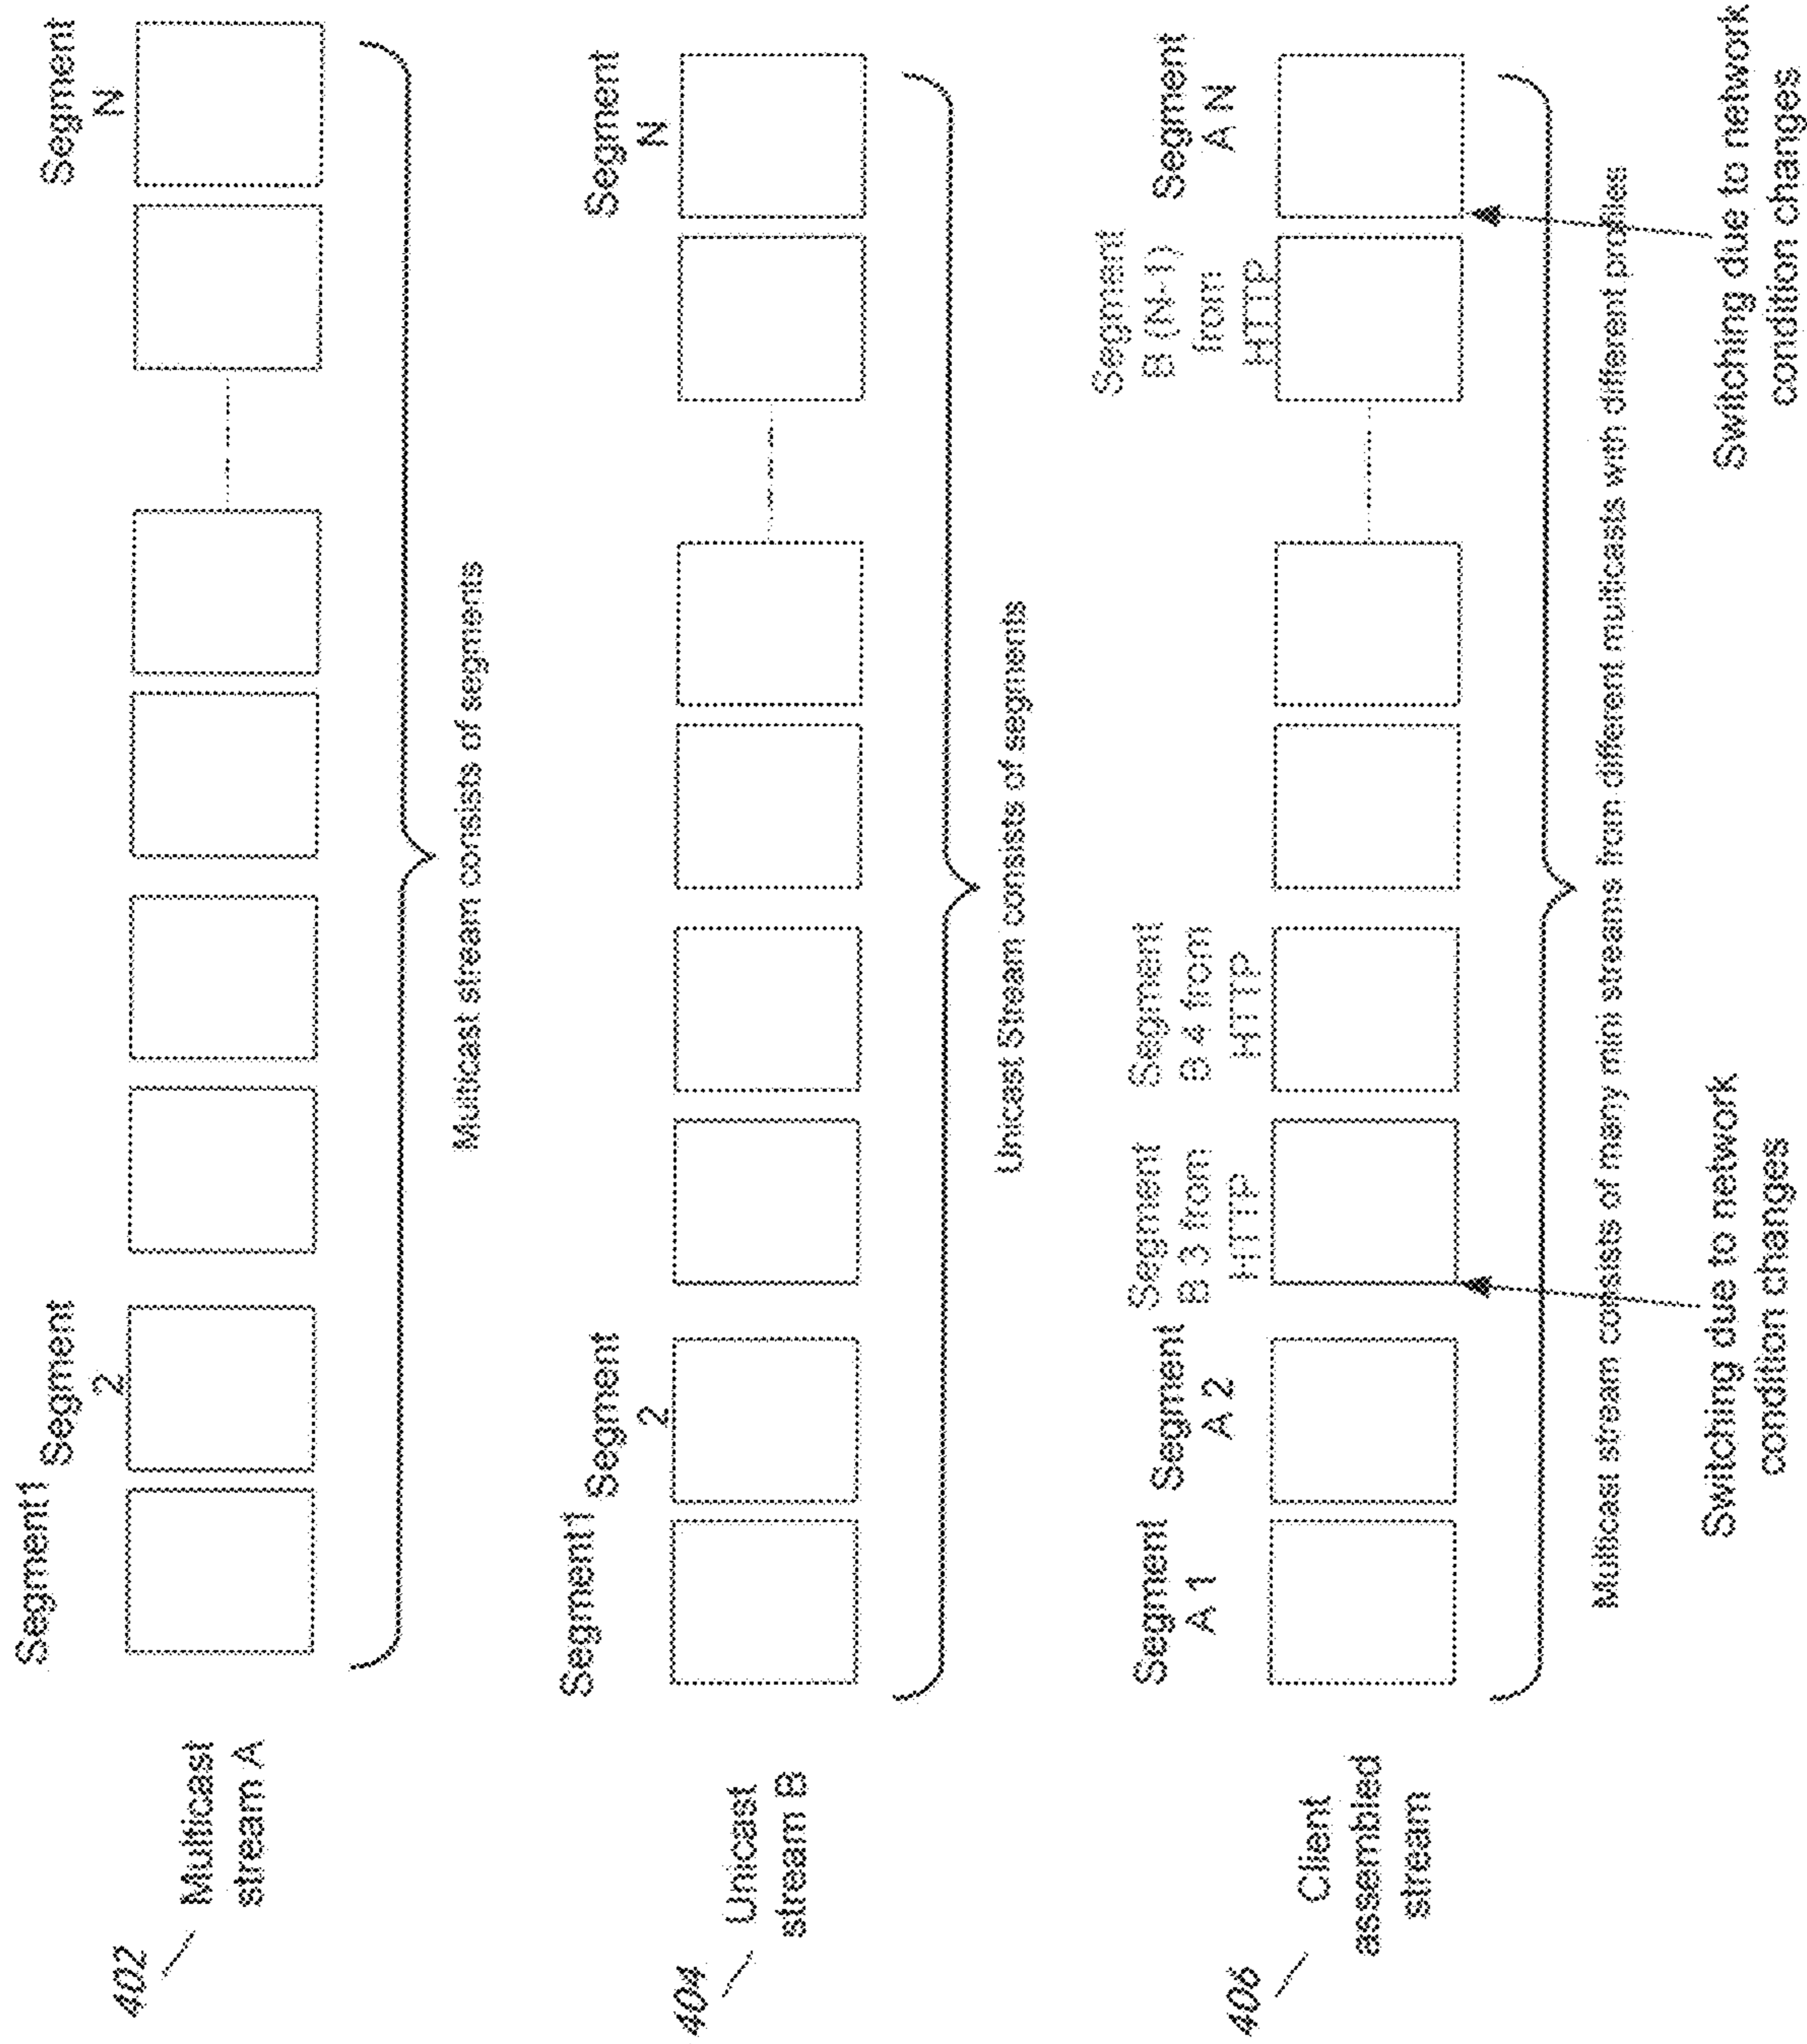 402
Multicast
stream A
Segment1
Segment
2
Segment
N
Multicast stream consists of segments
404
Unicast
stream B
Segment1
Segment
2
Segment
N
Unicast Stream consists of segments
406
Client
assembled
stream
Segment
A 1
Segment
A 2
Segment
B 3 from
HTTP
Segment
B 4 from
HTTP
Segment
B (N-1)
from
HTTP
Segment
A N
Multicast stream consists of many mini streams from different multicasts with different profiles
Switching due to network
condition changes
Switching due to network
condition changes